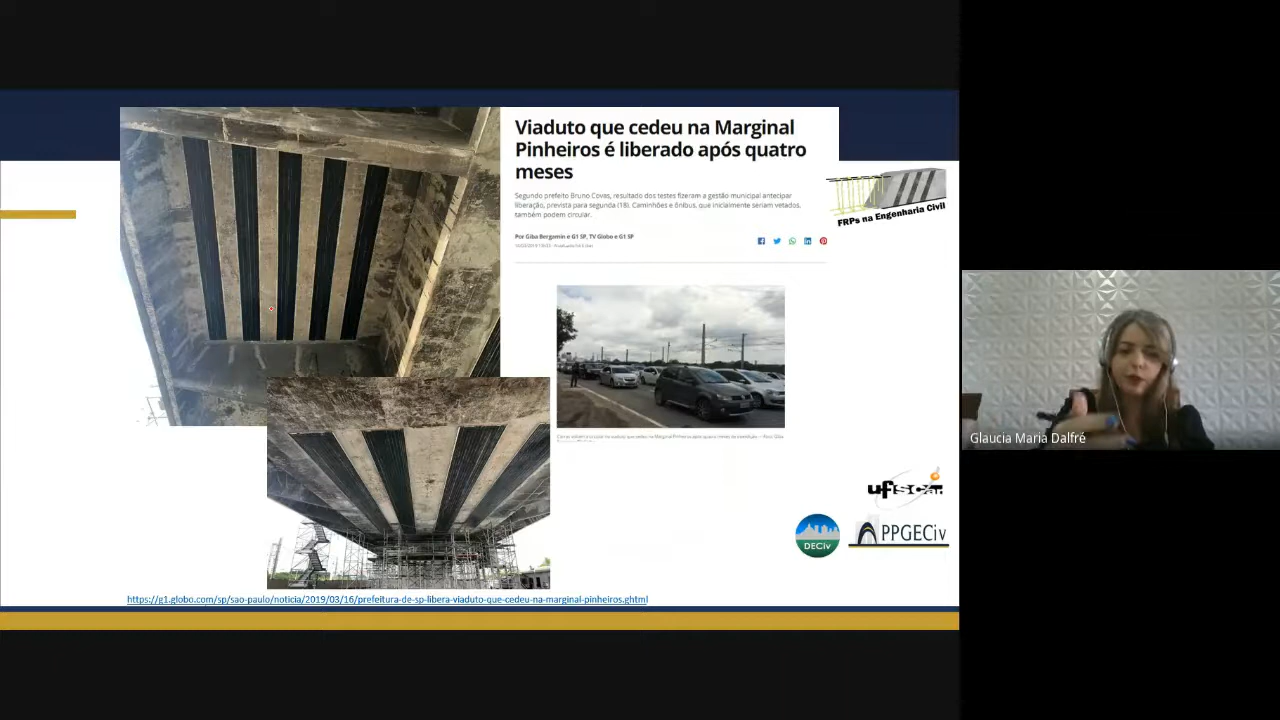 Viaduto que cedeu na Marginal
Pinheiros é liberado após quatro
meses
Segundo prefeito Bruno Covas, resultado dos testes fizeram a gestão municipal antecipar
liberação, prevista para segunda (18). Caminhões e ônibus, que inicialmente seriam vetados,
também podem circular.
Por Giba Bergamin e G1 SP, TV Globo e G1 SP
FRPs na Engenharia Civil
Glaucia Maria Dalfré
ufscar
DECiv
PPGECiv
https://g1.globo.com/sp/sao-paulo/noticia/2019/03/16/prefeitura-de-sp-libera-viaduto-que-cedeu-na-marginal-pinheiros.ghtml